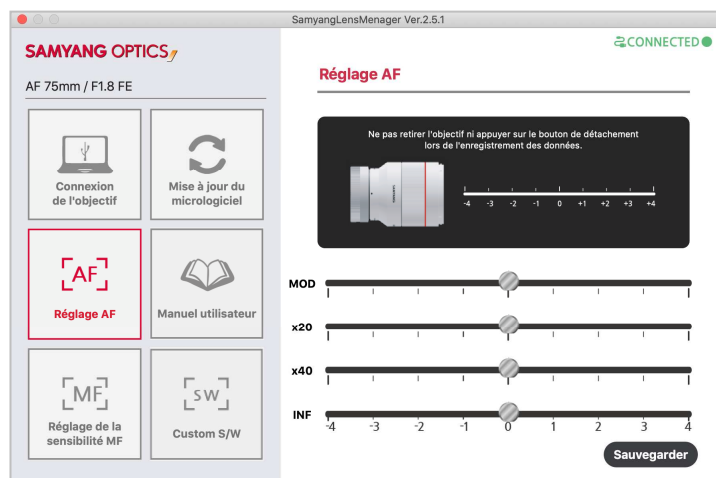 SamyangLensMenager Ver.2.5.1
SAMYANG OPTICS
AF 75mm / F1.8 FE
Connexion
de l'objectif
Mise à jour du
micrologiciel
AF
Réglage AF
Manuel utilisateur
MF
Réglage de la
sensibilité MF
SW
Custom S/W
CONNECTED
Réglage AF
Ne pas retirer l'objectif ni appuyer sur le bouton de détachement
lors de l'enregistrement des données.
SAMYANG
-4 -3 -2 -1 0 +1 +2 +3 +4
MOD
x20
x40
INF
-4 -3 -2 -1 0 1 2 3 4
Sauvegarder